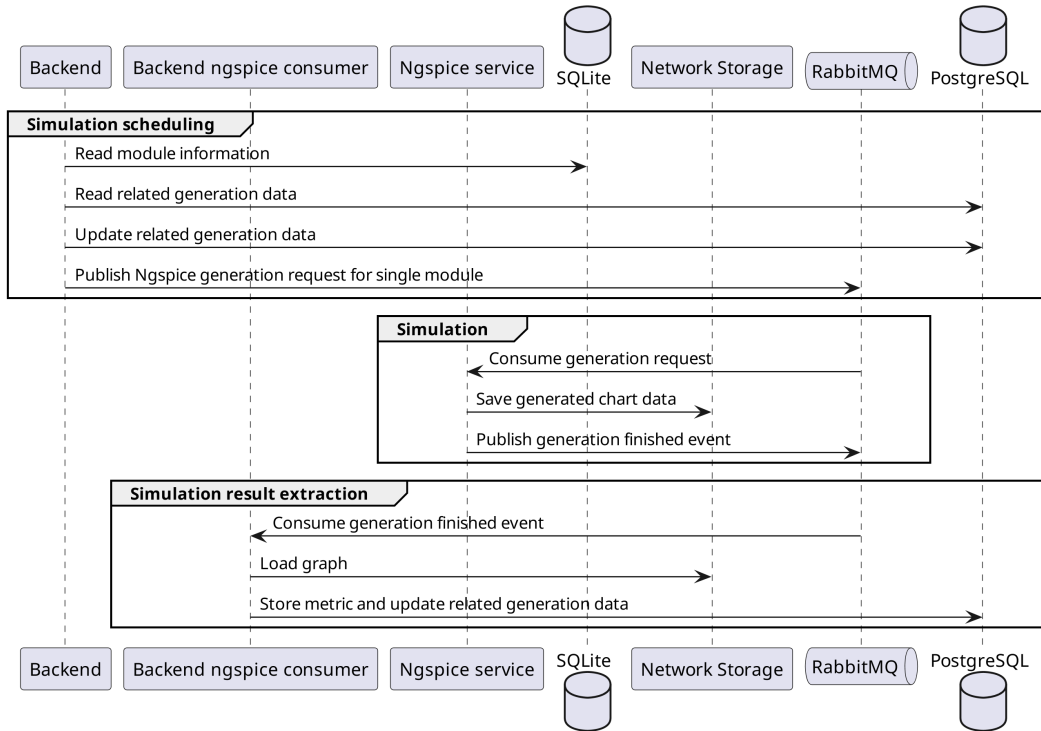 Backend
Backend ngspice consumer
Ngspice service
SQLite
Network Storage
RabbitMQ
PostgreSQL
Simulation scheduling
Read module information
Read related generation data
Update related generation data
Publish Ngspice generation request for single module
Simulation
Consume generation request
Save generated chart data
Publish generation finished event
Simulation result extraction
Consume generation finished event
Load graph
Store metric and update related generation data
Backend
Backend ngspice consumer
Ngspice service
SQLite
Network Storage
RabbitMQ
PostgreSQL